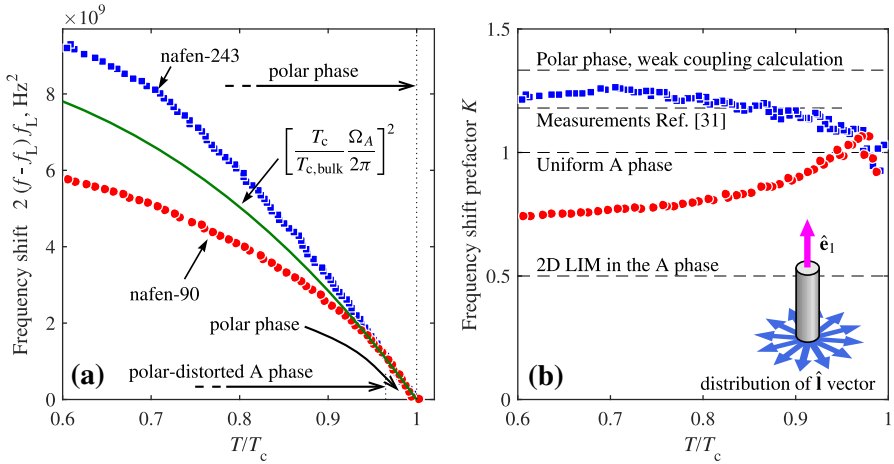 ×10⁹
Frequency shift 2 (f - f_L) f_L, Hz²
8
6
4
2
0
nafen-243
polar phase
[T_c/T_c,bulk Ω_A/2π]²
nafen-90
polar phase
polar-distorted A phase
(a)
0.6 0.7 0.8 0.9 1
T/T_c
(b)
Frequency shift prefactor K
1.5
1
0.5
0
Polar phase, weak coupling calculation
Measurements Ref. [31]
Uniform A phase
2D LIM in the A phase
ê₁
distribution of l̂ vector
0.6 0.7 0.8 0.9 1
T/T_c